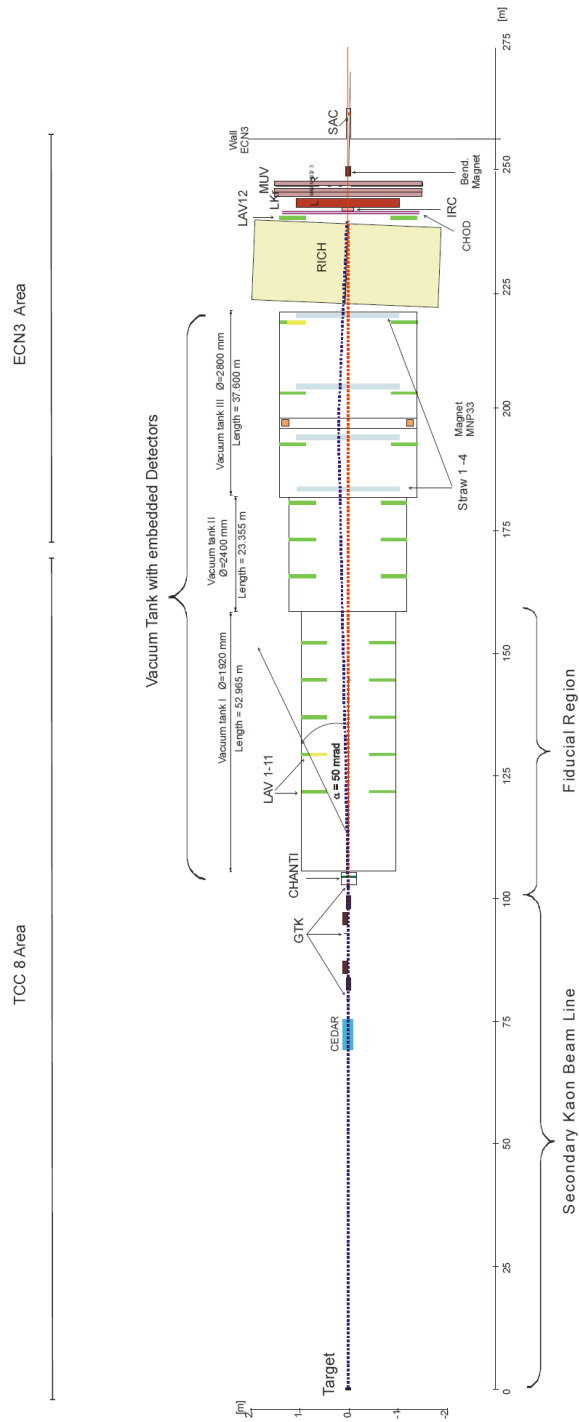 TCC 8 Area
ECN3 Area
Vacuum Tank with embedded Detectors
Vacuum tank I Ø=1920 mm
Length = 52.965 m
Vacuum tank II
Ø=2400 mm
Length = 23.355 m
Vacuum tank III Ø=2800 mm
Length = 37.600 m
Wall
ECN3
[m]
2
1
0
-1
-2
Target
CEDAR
GTK
CHANTI
LAV 1-11
α = 50 mrad
RICH
LAV12
MUV
SAC
IRC
CHOD
Bend.
Magnet
Magnet
MNP33
Straw 1 -4
0
25
50
75
100
125
150
175
200
225
250
275
[m]
Secondary Kaon Beam Line
Fiducial Region